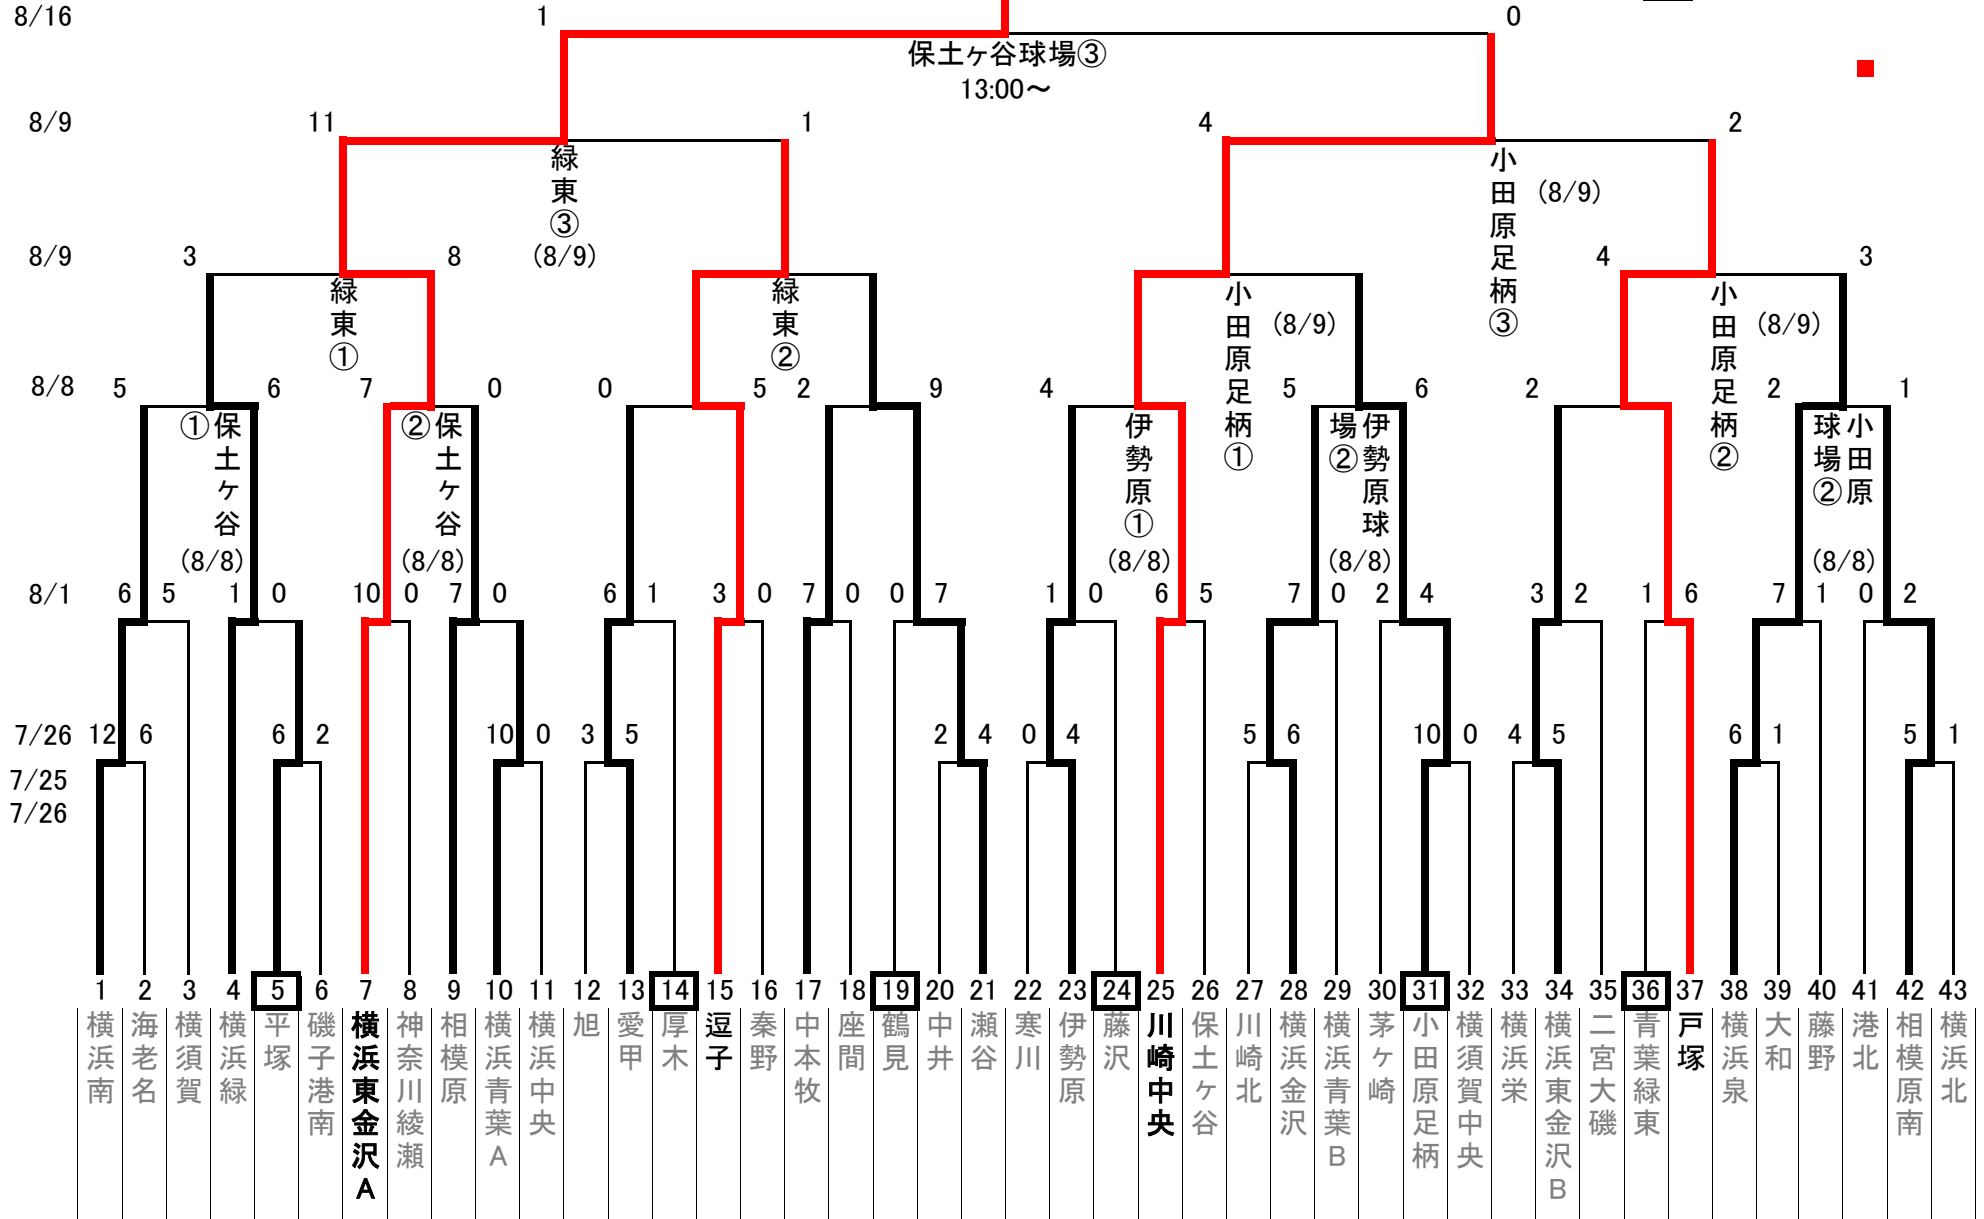 8/16 1 0
保土ヶ谷球場③
13:00～
8/9 11 1 4 2
緑東③
(8/9)
小田原足柄③
(8/9)
8/9 3 8 4 3
緑東①
緑東②
小田原足柄①
(8/9)
小田原足柄②
(8/9)
8/8 5 6 7 0 0 5 2 9 4 5 6 2 2 1
保土ケ谷①
(8/8)
保土ケ谷②
(8/8)
伊勢原①
(8/8)
伊勢原球場②
(8/8)
小田原球場②
(8/8)
8/1 6 5 1 0 10 0 7 0 6 1 3 0 7 0 0 7 1 0 6 5 7 0 2 4 3 2 1 6 7 1 0 2
7/26 12 6 6 2 10 0 3 5 2 4 0 4 5 6 10 0 4 5 6 1 5 1
7/25
7/26
1 2 3 4 5 6 7 8 9 10 11 12 13 14 15 16 17 18 19 20 21 22 23 24 25 26 27 28 29 30 31 32 33 34 35 36 37 38 39 40 41 42 43
横浜南
海老名
横須賀
横浜緑
平塚
磯子港南
横浜東金沢A
神奈川綾瀬
相模原
横浜青葉A
横浜中央
旭
愛甲
厚木
逗子
秦野
中本牧
座間
鶴見
中井
瀬谷
寒川
伊勢原
藤沢
川崎中央
保土ケ谷
川崎北
横浜金沢
横浜青葉B
茅ケ崎
小田原足柄
横須賀中央
横浜栄
横浜東金沢B
二宮大磯
青葉緑東
戸塚
横浜泉
大和
藤野
港北
相模原南
横浜北